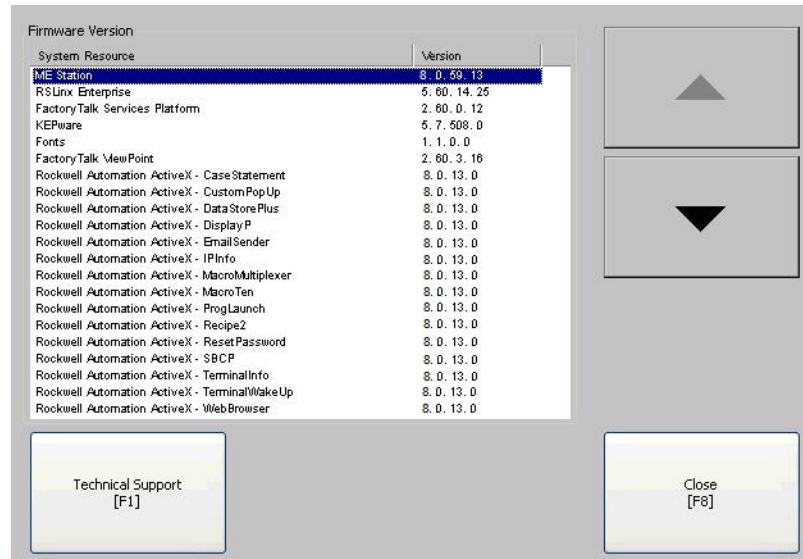 Firmware Version
System Resource Version
ME Station 8. 0. 59. 13
RSLinx Enterprise 5. 60. 14. 25
FactoryTalk Services Platform 2. 60. 0. 12
KEPware 5. 7. 508. 0
Fonts 1. 1. 0. 0
FactoryTalk ViewPoint 2. 60. 3. 16
Rockwell Automation ActiveX - CaseStatement 8. 0. 13. 0
Rockwell Automation ActiveX - CustomPopUp 8. 0. 13. 0
Rockwell Automation ActiveX - DataStorePlus 8. 0. 13. 0
Rockwell Automation ActiveX - DisplayP 8. 0. 13. 0
Rockwell Automation ActiveX - EmailSender 8. 0. 13. 0
Rockwell Automation ActiveX - IPInfo 8. 0. 13. 0
Rockwell Automation ActiveX - MacroMultiplexer 8. 0. 13. 0
Rockwell Automation ActiveX - MacroTen 8. 0. 13. 0
Rockwell Automation ActiveX - ProgLaunch 8. 0. 13. 0
Rockwell Automation ActiveX - Recipe2 8. 0. 13. 0
Rockwell Automation ActiveX - ResetPassword 8. 0. 13. 0
Rockwell Automation ActiveX - SBCP 8. 0. 13. 0
Rockwell Automation ActiveX - TerminalInfo 8. 0. 13. 0
Rockwell Automation ActiveX - TerminalWakeUp 8. 0. 13. 0
Rockwell Automation ActiveX - WebBrowser 8. 0. 13. 0
Technical Support
[F1]
Close
[F8]